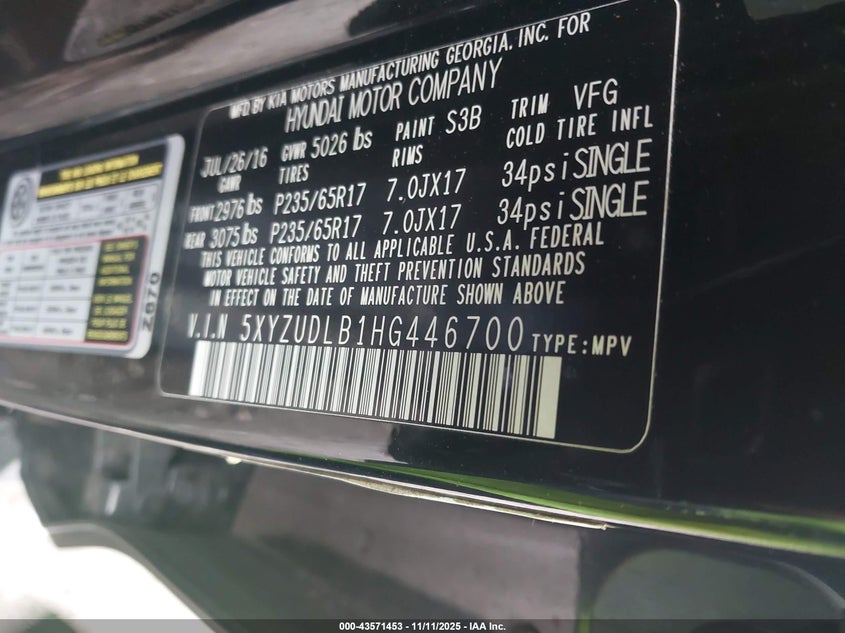 MFD BY KIA MOTORS MANUFACTURING GEORGIA, INC. FOR
HYUNDAI MOTOR COMPANY
JUL/26/16 GVWR 5026 lbs PAINT S3B TRIM VFG
GAWR TIRES RIMS COLD TIRE INFL
FRONT 2976 lbs P235/65R17 7.0JX17 34psi SINGLE
REAR 3075 lbs P235/65R17 7.0JX17 34psi SINGLE
THIS VEHICLE CONFORMS TO ALL APPLICABLE U.S.A. FEDERAL
MOTOR VEHICLE SAFETY AND THEFT PREVENTION STANDARDS
IN EFFECT ON THE DATE OF MANUFACTURE SHOWN ABOVE
V.I.N 5XYZUDLB1HG446700 TYPE:MPV
Z070
000-43571453 - 11/11/2025 - IAA Inc.